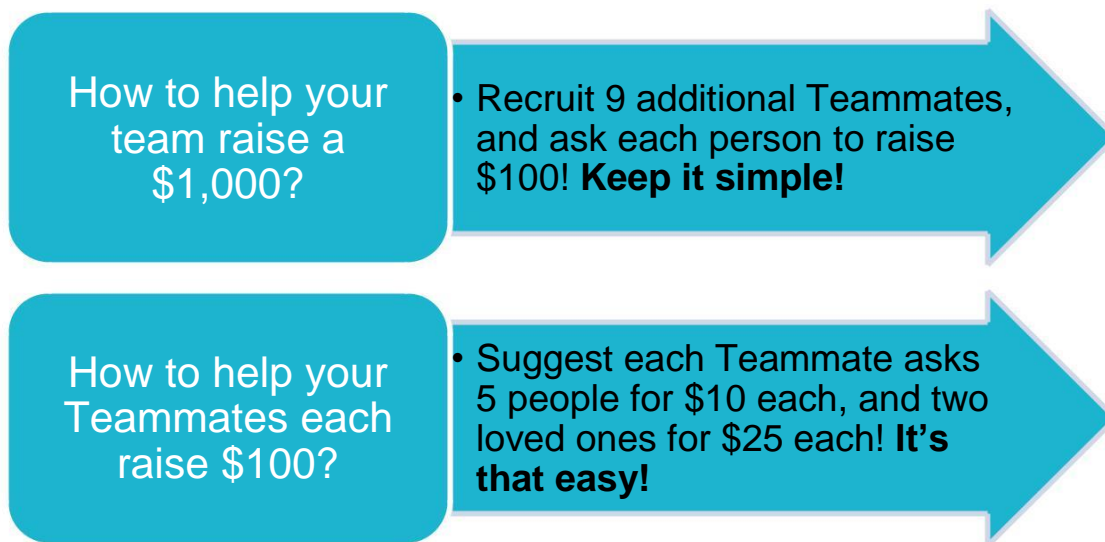 How to help your
team raise a
$1,000?
• Recruit 9 additional Teammates,
and ask each person to raise
$100! Keep it simple!
How to help your
Teammates each
raise $100?
• Suggest each Teammate asks
5 people for $10 each, and two
loved ones for $25 each! It’s
that easy!